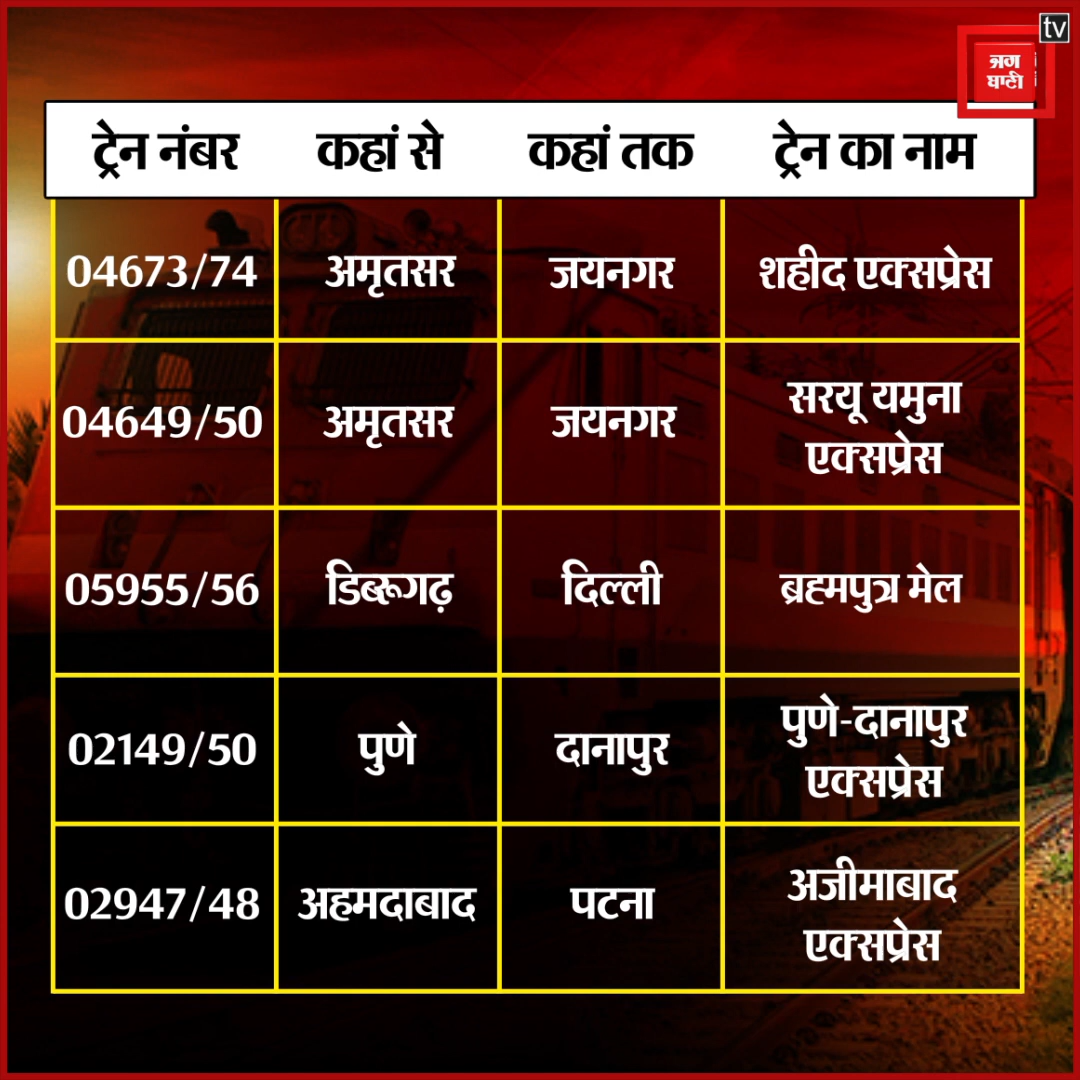 tv
ਜਗ
ਬਾਣੀ
ट्रेन नंबर कहां से कहां तक ट्रेन का नाम
04673/74 अमृतसर जयनगर शहीद एक्सप्रेस
04649/50 अमृतसर जयनगर सरयू यमुना
एक्सप्रेस
05955/56 डिब्रूगढ़ दिल्ली ब्रह्मपुत्र मेल
02149/50 पुणे दानापुर पुणे-दानापुर
एक्सप्रेस
02947/48 अहमदाबाद पटना अजीमाबाद
एक्सप्रेस